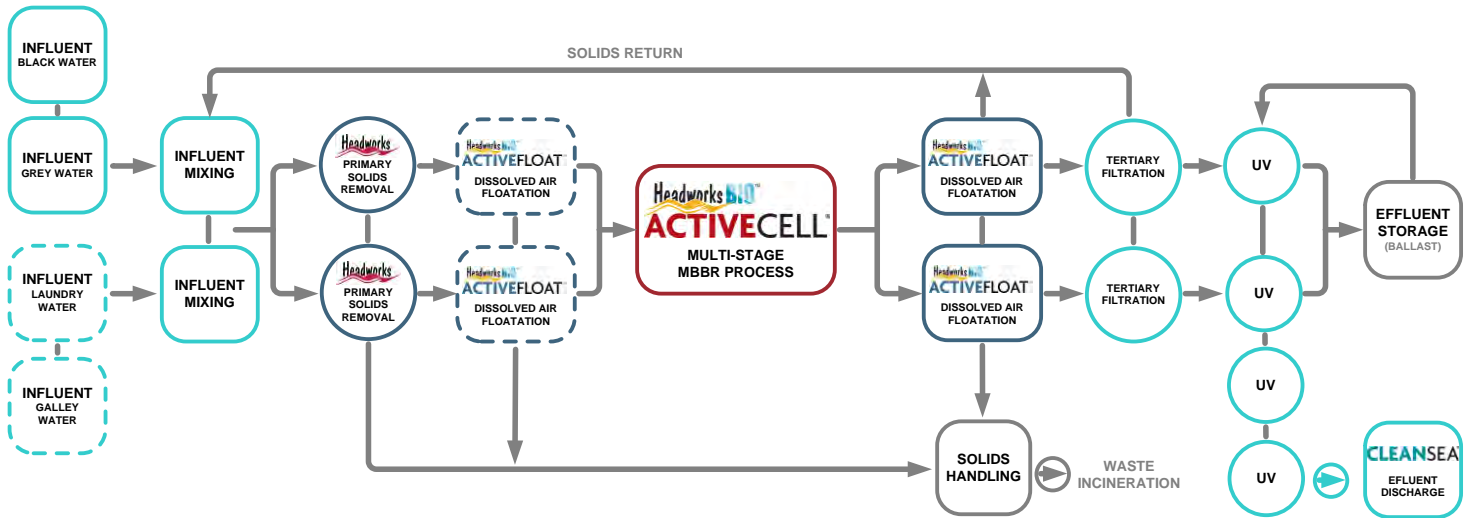 INFLUENT
BLACK WATER
SOLIDS RETURN
INFLUENT
GREY WATER
INFLUENT
MIXING
Headworks
PRIMARY
SOLIDS
REMOVAL
Headworks BIO
ACTIVEFLOAT
DISSOLVED AIR
FLOATATION
Headworks BIO™
ACTIVECELL
MULTI-STAGE
MBBR PROCESS
Headworks BIO
ACTIVEFLOAT
DISSOLVED AIR
FLOATATION
TERTIARY
FILTRATION
UV
EFFLUENT
STORAGE
(BALLAST)
INFLUENT
LAUNDRY
WATER
INFLUENT
MIXING
Headworks
PRIMARY
SOLIDS
REMOVAL
Headworks BIO
ACTIVEFLOAT
DISSOLVED AIR
FLOATATION
Headworks BIO
ACTIVEFLOAT
DISSOLVED AIR
FLOATATION
TERTIARY
FILTRATION
UV
INFLUENT
GALLEY
WATER
UV
SOLIDS
HANDLING
WASTE
INCINERATION
UV
CLEANSEA
EFLUENT
DISCHARGE